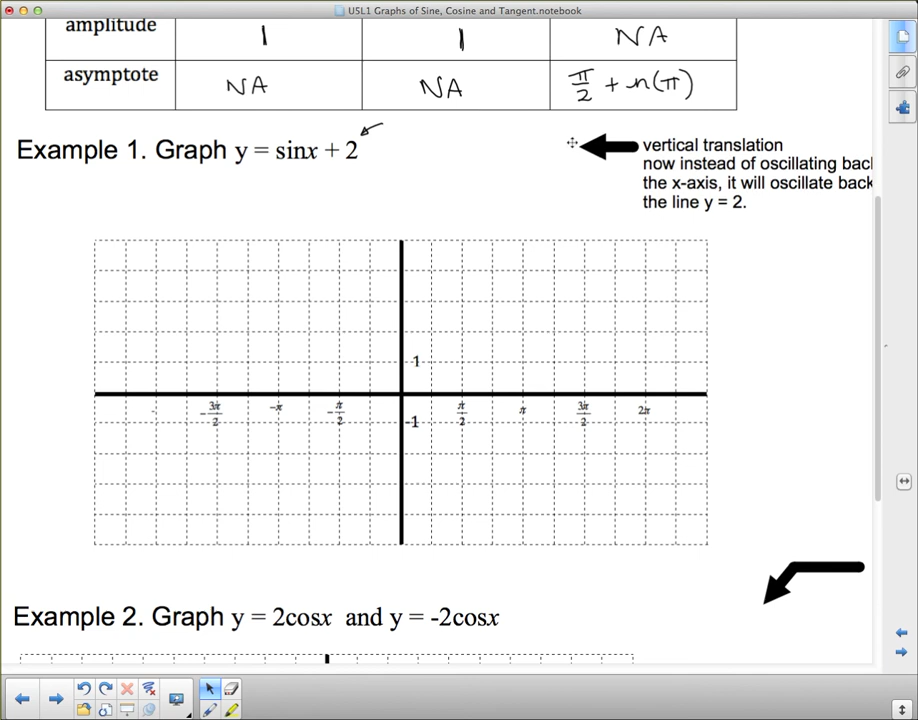 USL1 Graphs of Sine, Cosine and Tangent.notebook
amplitude 1 1 NA
asymptote NA NA π/2 + n(π)
Example 1. Graph y = sinx + 2
vertical translation
now instead of oscillating bac
the x-axis, it will oscillate back
the line y = 2.
1
-3π/2 -π -π/2 π/2 π 3π/2 2π
-1
Example 2. Graph y = 2cosx and y = -2cosx